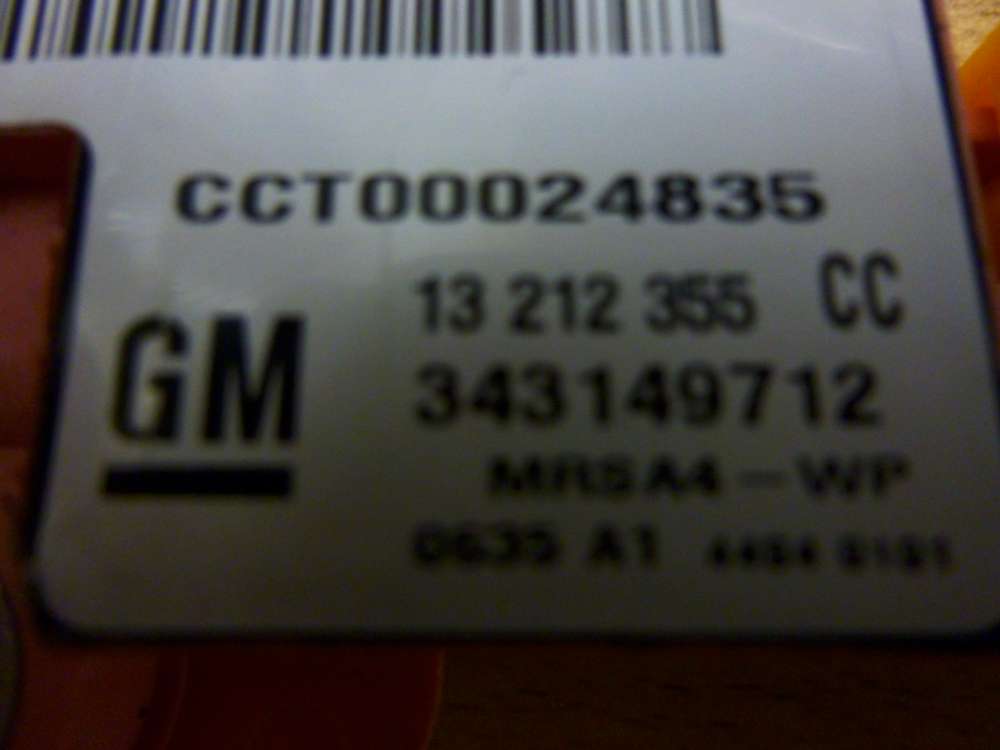 CCT00024835
13 212 355 CC
GM
343149712
MRSA4-WP
0635 A1